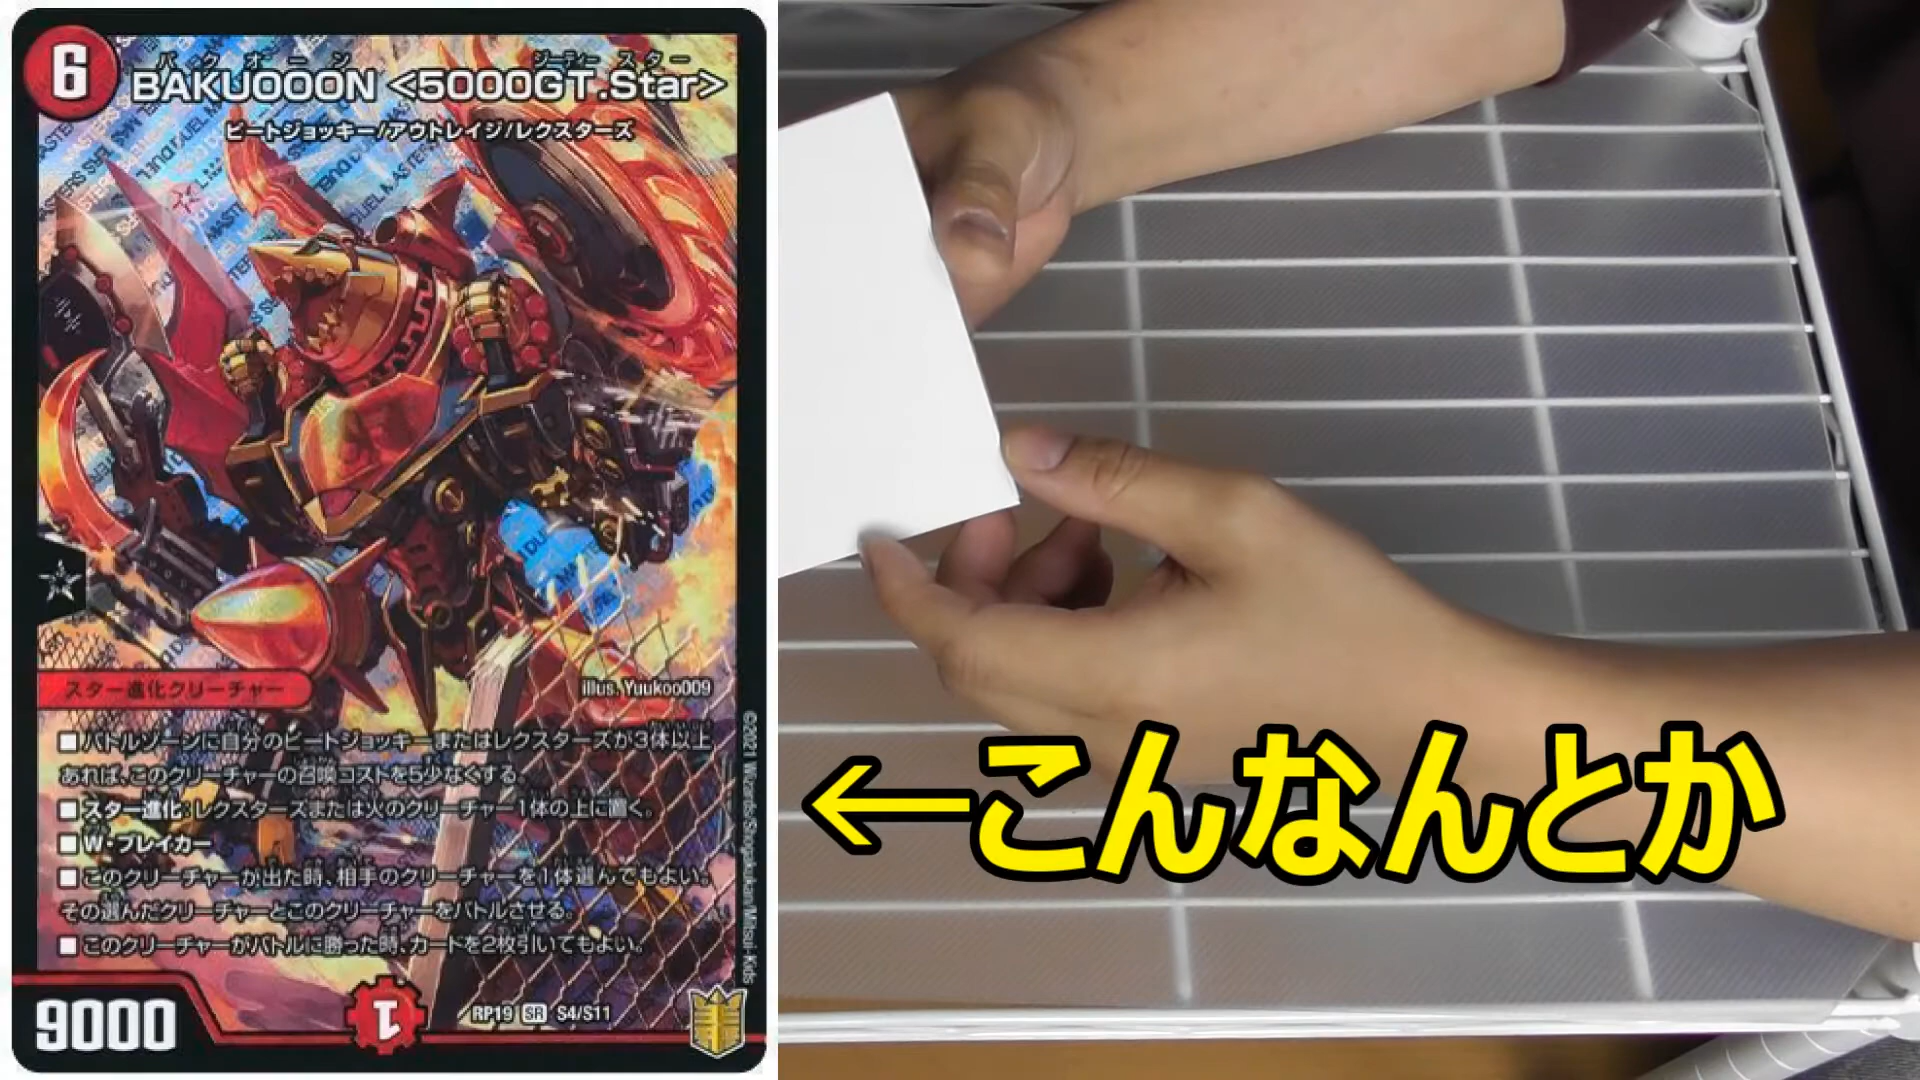 6
バクオーン ジーティー スター
BAKUOOON <5000GT.Star>
ビートジョッキー/アウトレイジ/レクスターズ
スター進化クリーチャー
illus. Yuukoo009
■バトルゾーンに自分のビートジョッキーまたはレクスターズが3体以上
あれば、このクリーチャーの召喚コストを5少なくする。
■スター進化:レクスターズまたは火のクリーチャー1体の上に置く。
■W・ブレイカー
■このクリーチャーが出た時、相手のクリーチャーを1体選んでもよい。
その選んだクリーチャーとこのクリーチャーをバトルさせる。
■このクリーチャーがバトルに勝った時、カードを2枚引いてもよい。
©2021 Wizards/Shogakukan/Mitsui-Kids
9000
1
RP19 SR S4/S11
←こんなんとか